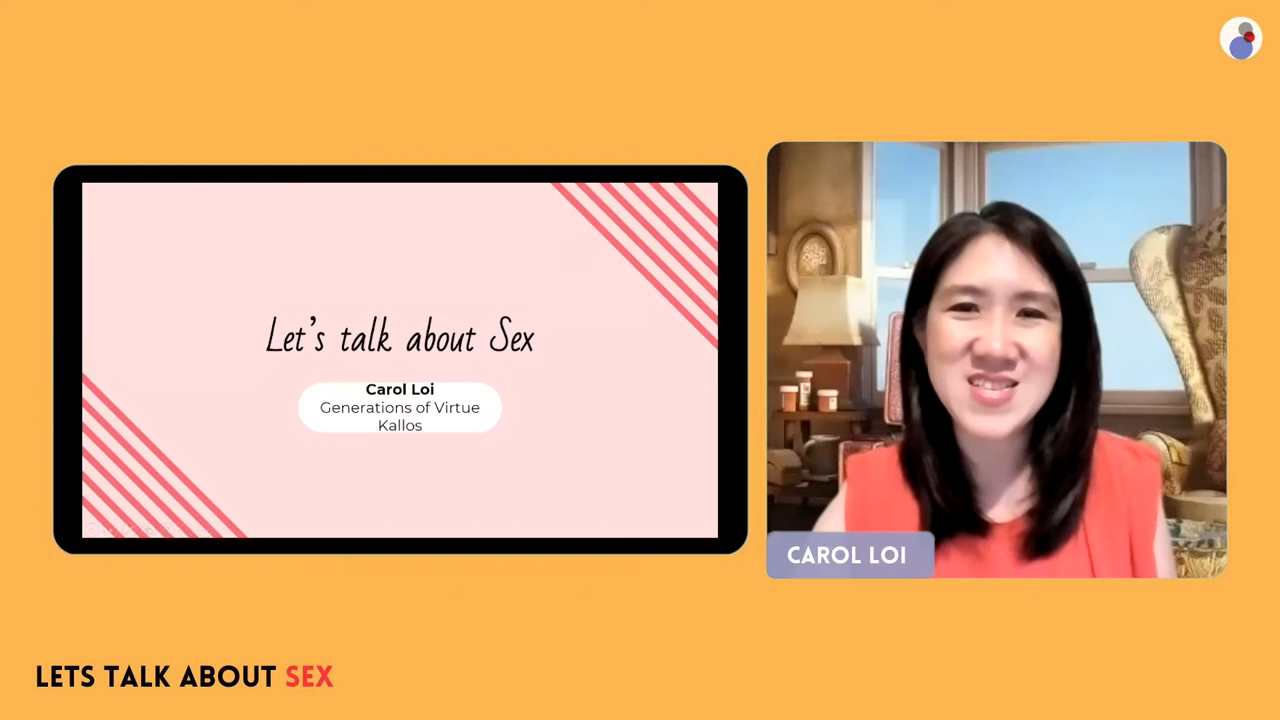 Let's talk about Sex
Carol Loi
Generations of Virtue
Kallos
CAROL LOI
LETS TALK ABOUT SEX